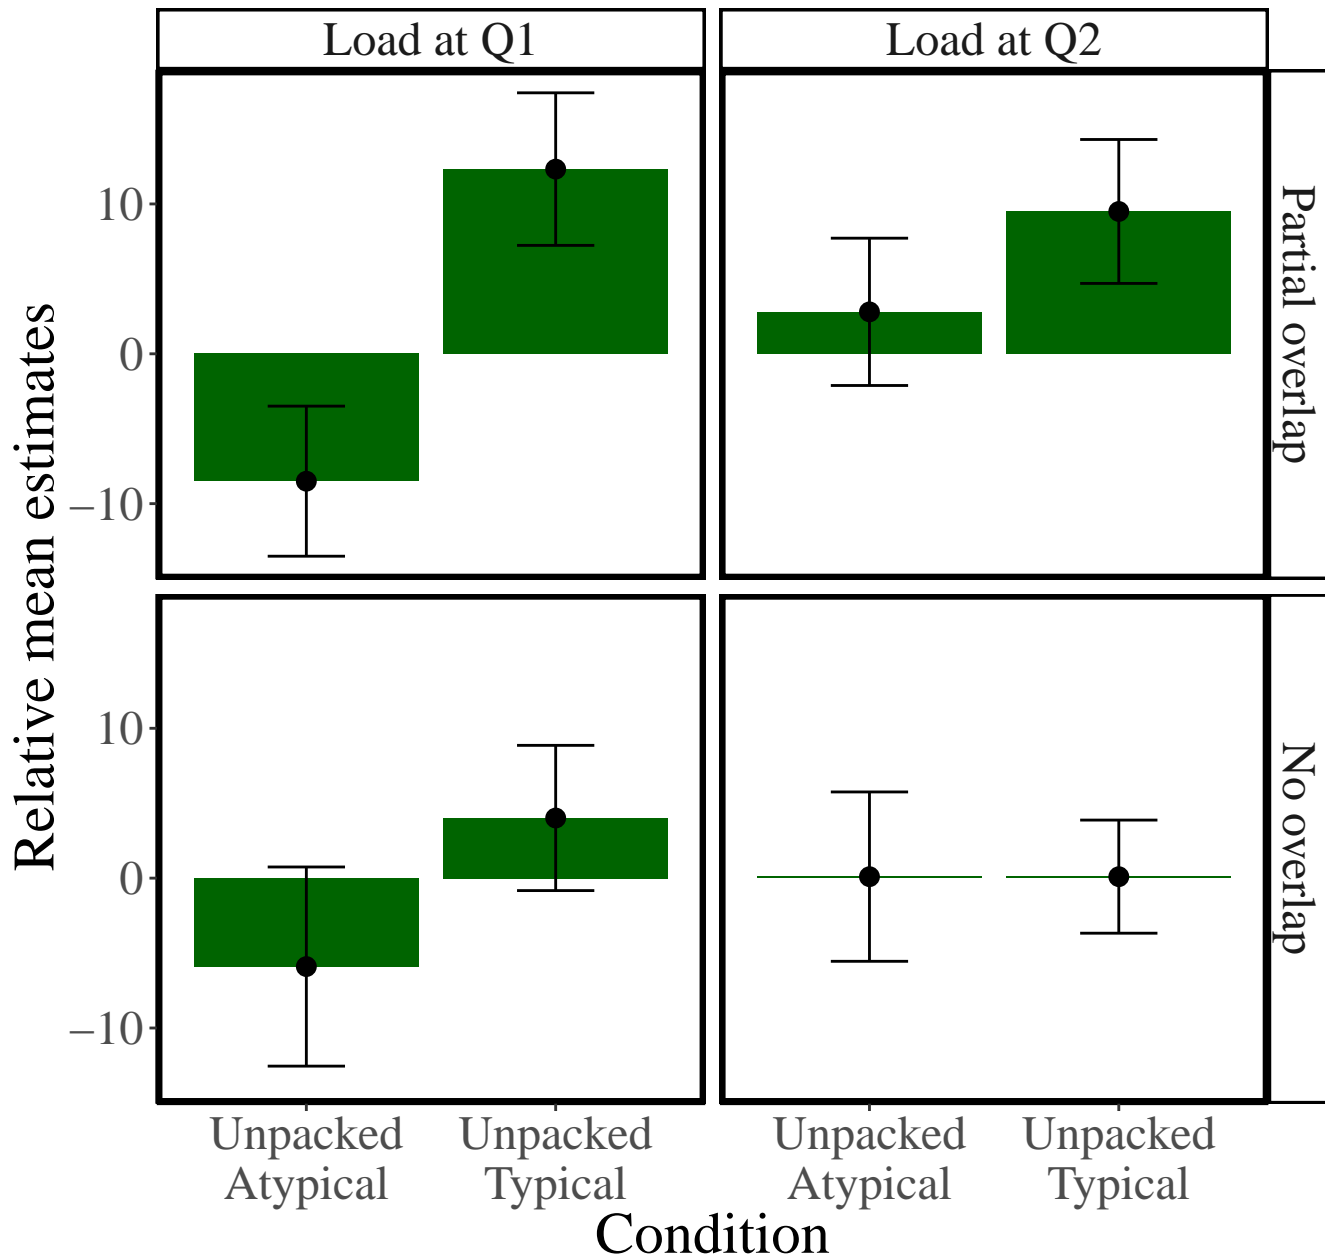 Load at Q1
Load at Q2
Relative mean estimates
10
0
−10
Partial overlap
10
0
−10
No overlap
Unpacked
Atypical
Unpacked
Typical
Unpacked
Atypical
Unpacked
Typical
Condition